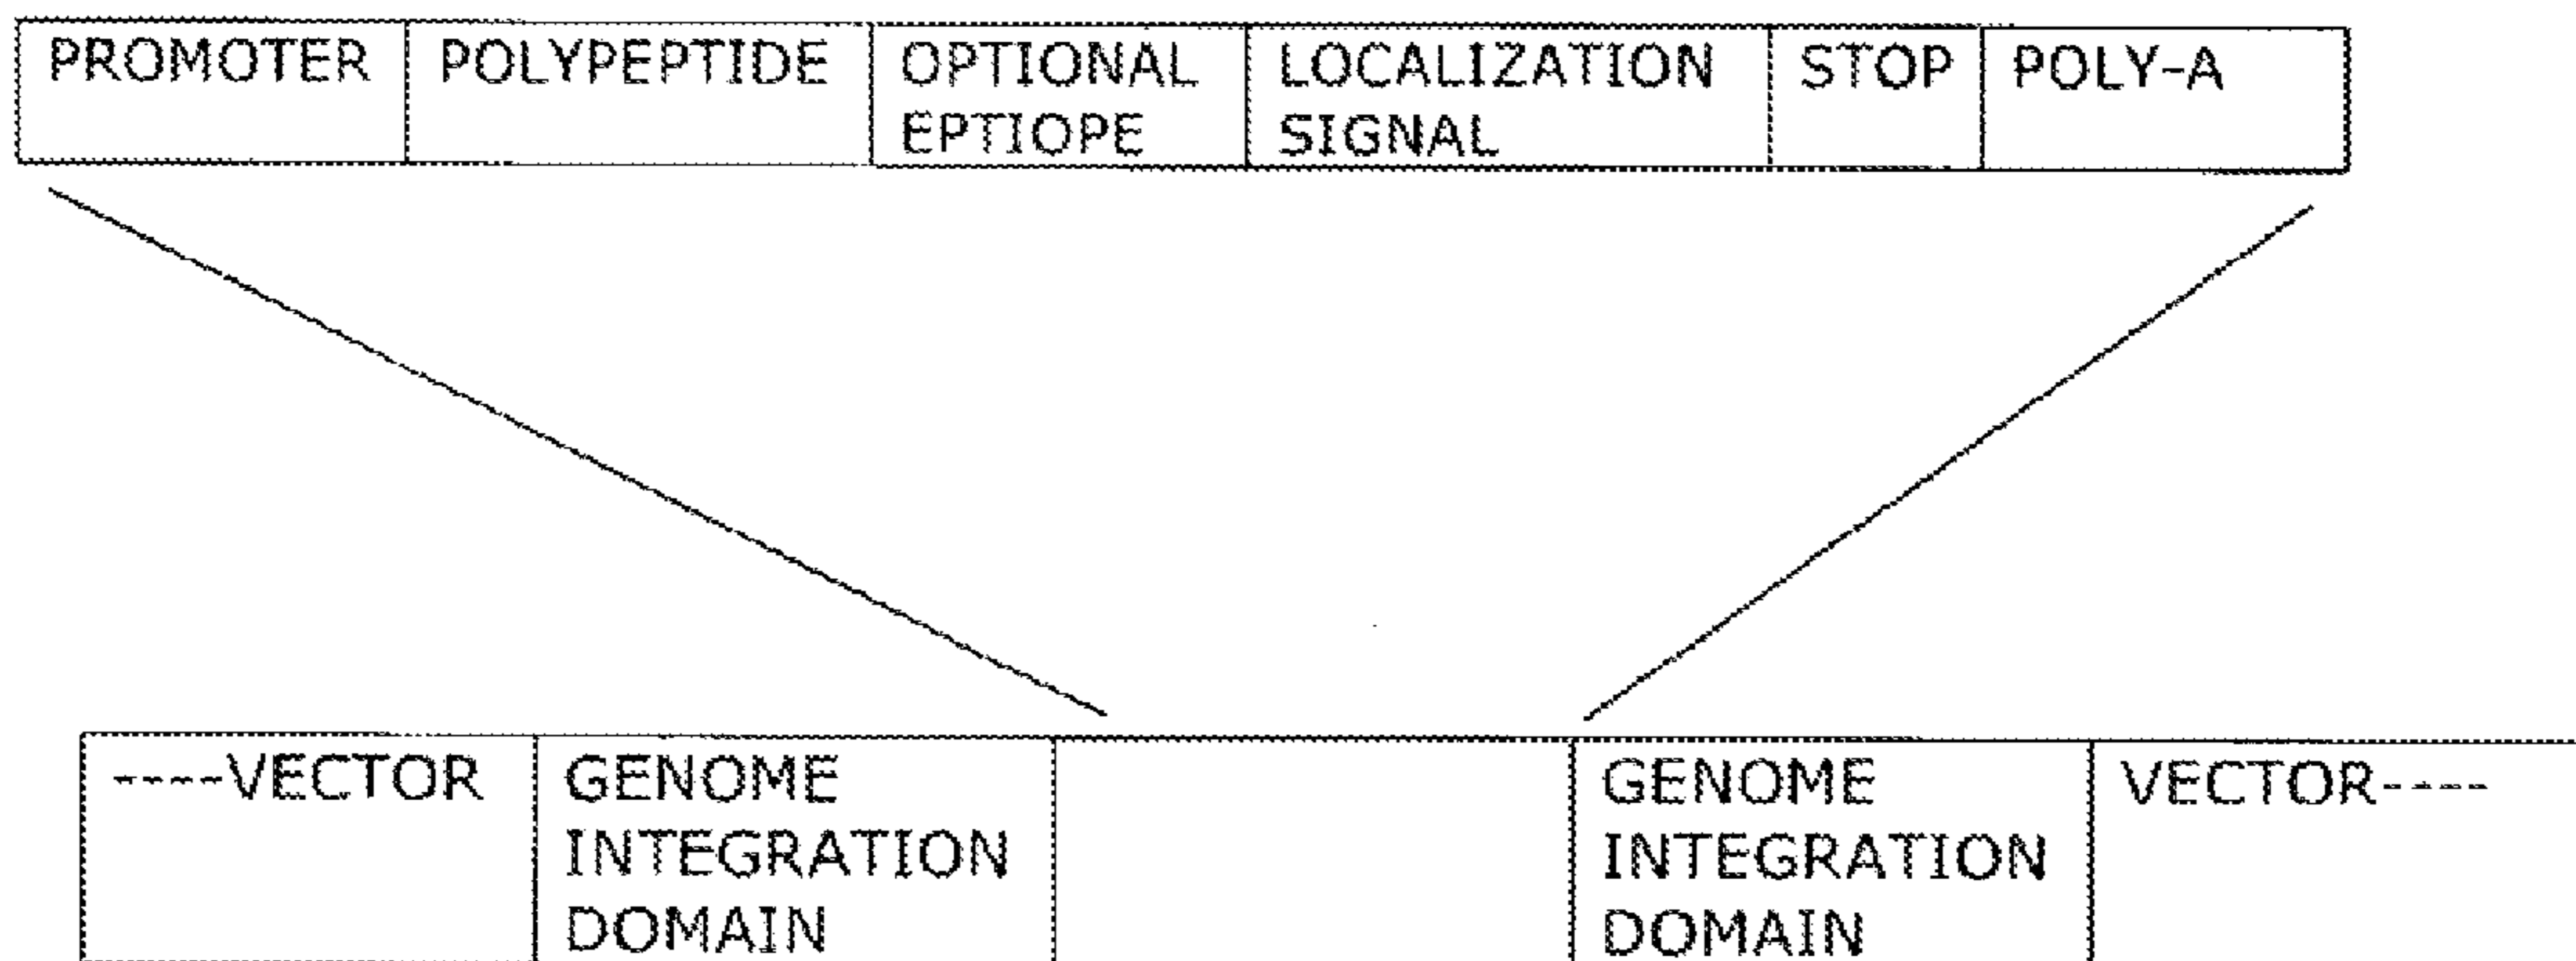 PROMOTER POLYPEPTIDE OPTIONAL LOCALIZATION STOP POLY-A
EPTIOPE SIGNAL
----VECTOR GENOME GENOME VECTOR----
INTEGRATION INTEGRATION
DOMAIN DOMAIN